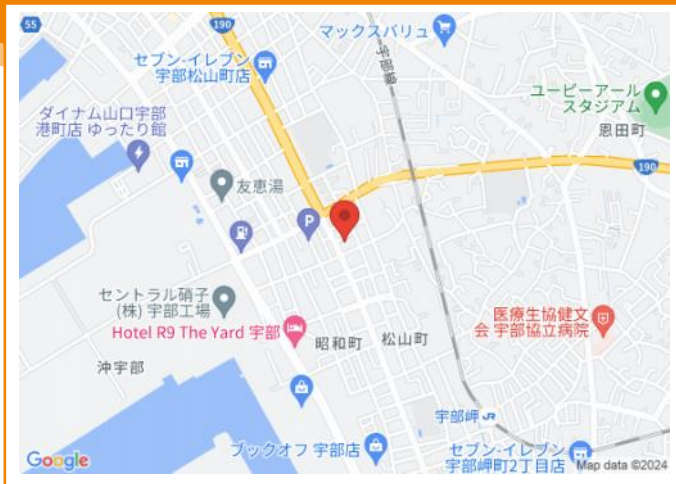 55
190
マックスバリュ
セブン-イレブン
宇部松山町店
宇部線
ユーピーアール
スタジアム
恩田町
ダイナム山口宇部
港町店 ゆったり館
190
友恵湯
P
セントラル硝子
(株) 宇部工場
医療生協健文
会 宇部協立病院
Hotel R9 The Yard 宇部
昭和町
松山町
沖宇部
宇部岬 JR
ブックオフ 宇部店
セブン-イレブン
宇部岬町2丁目店
Google
Map data ©2024